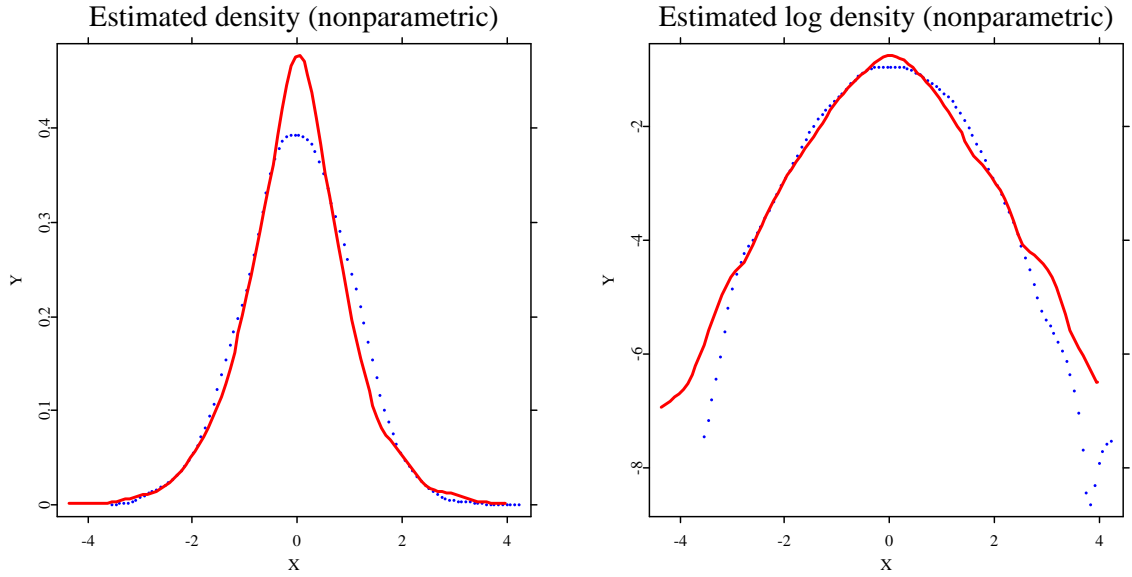 Estimated density (nonparametric)
Y
0.4
0.3
0.2
0.1
0
-4 -2 0 2 4
X
Estimated log density (nonparametric)
Y
-2
-4
-6
-8
-4 -2 0 2 4
X